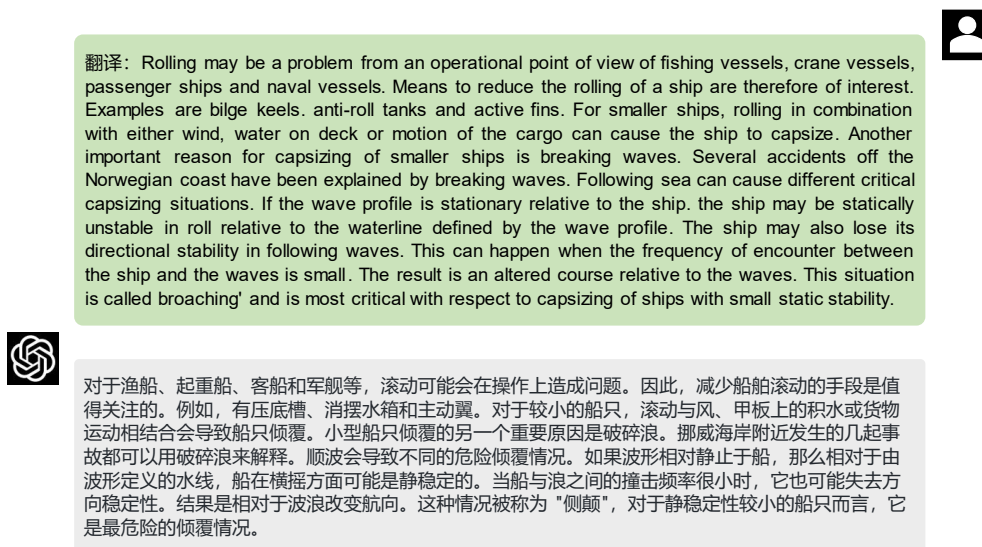 翻译：Rolling may be a problem from an operational point of view of fishing vessels, crane vessels,
passenger ships and naval vessels. Means to reduce the rolling of a ship are therefore of interest.
Examples are bilge keels. anti-roll tanks and active fins. For smaller ships, rolling in combination
with either wind, water on deck or motion of the cargo can cause the ship to capsize. Another
important reason for capsizing of smaller ships is breaking waves. Several accidents off the
Norwegian coast have been explained by breaking waves. Following sea can cause different critical
capsizing situations. If the wave profile is stationary relative to the ship. the ship may be statically
unstable in roll relative to the waterline defined by the wave profile. The ship may also lose its
directional stability in following waves. This can happen when the frequency of encounter between
the ship and the waves is small. The result is an altered course relative to the waves. This situation
is called broaching' and is most critical with respect to capsizing of ships with small static stability.
对于渔船、起重船、客船和军舰等，滚动可能会在操作上造成问题。因此，减少船舶滚动的手段是值
得关注的。例如，有压底槽、消摆水箱和主动翼。对于较小的船只，滚动与风、甲板上的积水或货物
运动相结合会导致船只倾覆。小型船只倾覆的另一个重要原因是破碎浪。挪威海岸附近发生的几起事
故都可以用破碎浪来解释。顺波会导致不同的危险倾覆情况。如果波形相对静止于船，那么相对于由
波形定义的水线，船在横摇方面可能是静稳定的。当船与浪之间的撞击频率很小时，它也可能失去方
向稳定性。结果是相对于波浪改变航向。这种情况被称为 "侧颠"，对于静稳定性较小的船只而言，它
是最危险的倾覆情况。